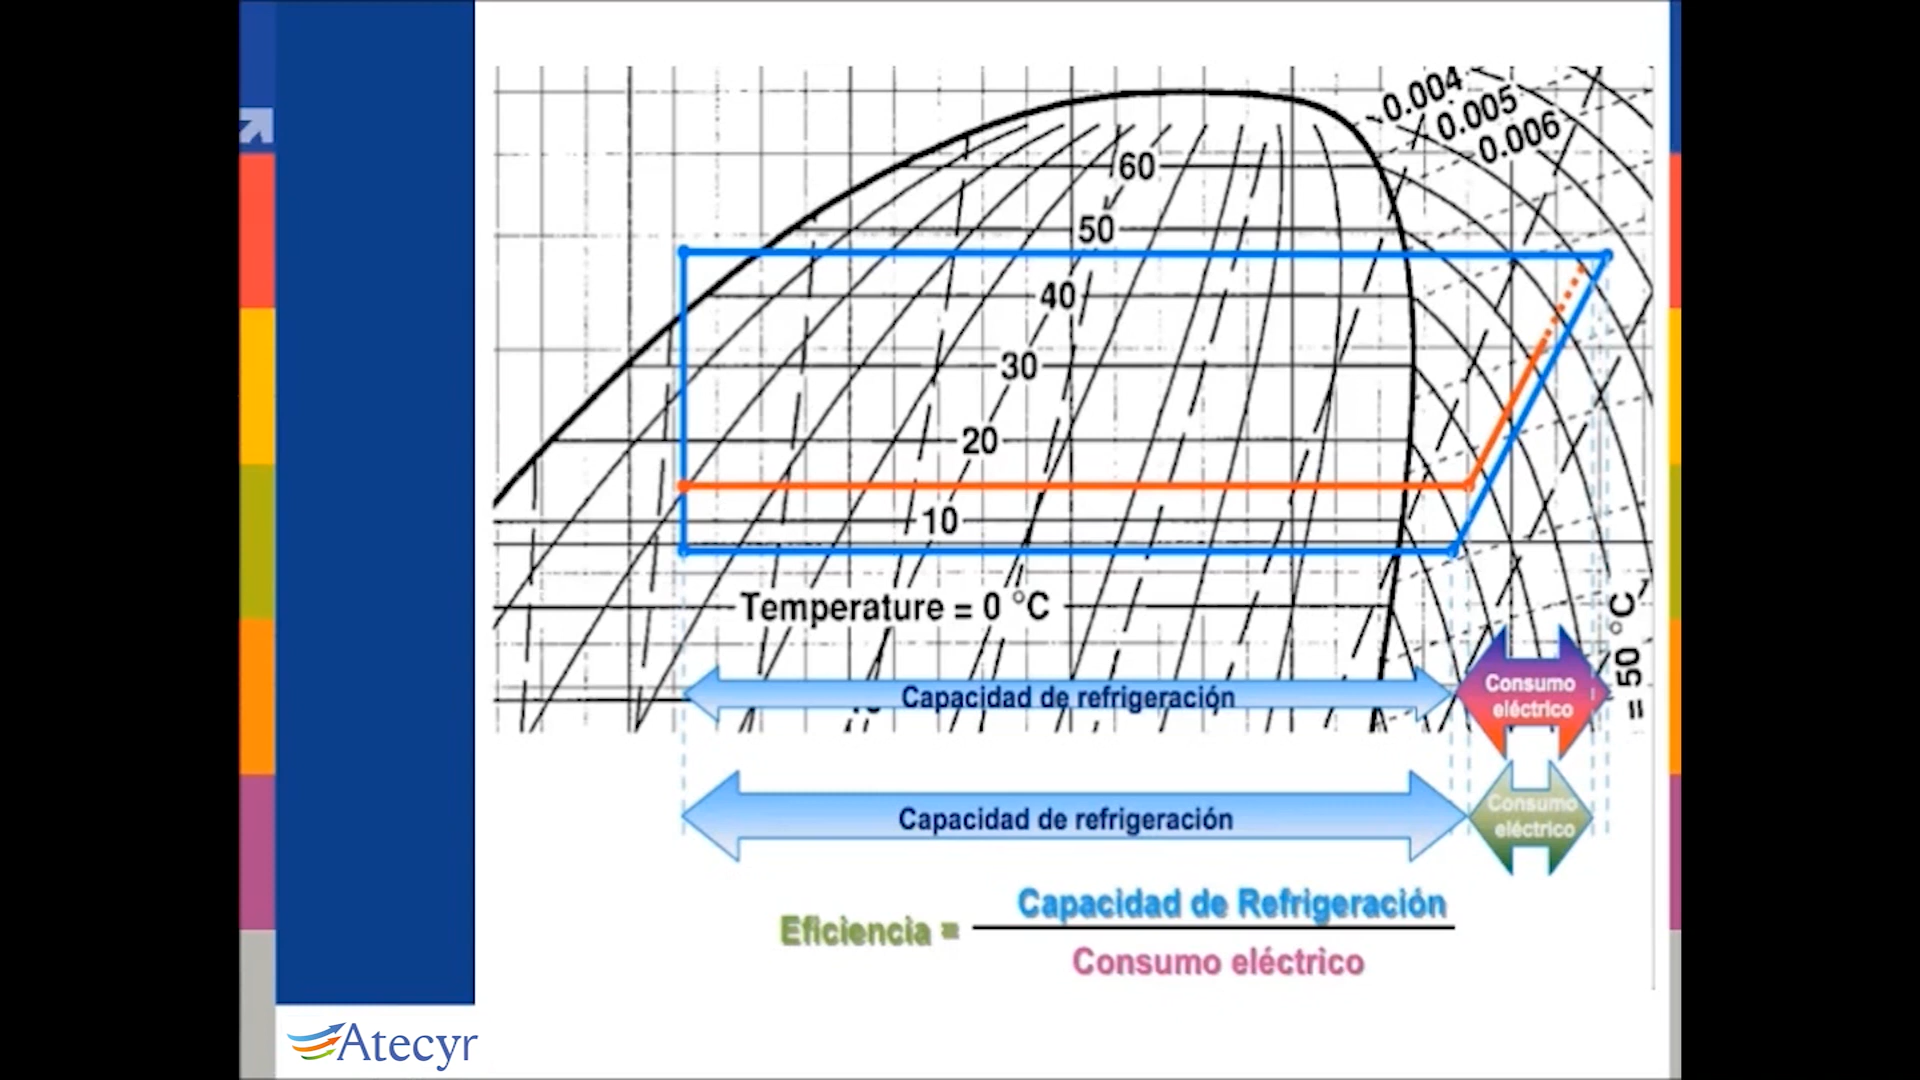 0.004
0.005
0.006
60
50
40
30
20
10
Temperature = 0 °C
= 50 °C
Capacidad de refrigeración
Consumo
eléctrico
Capacidad de refrigeración
Consumo
eléctrico
Eficiencia =
Capacidad de Refrigeración
Consumo eléctrico
Atecyr